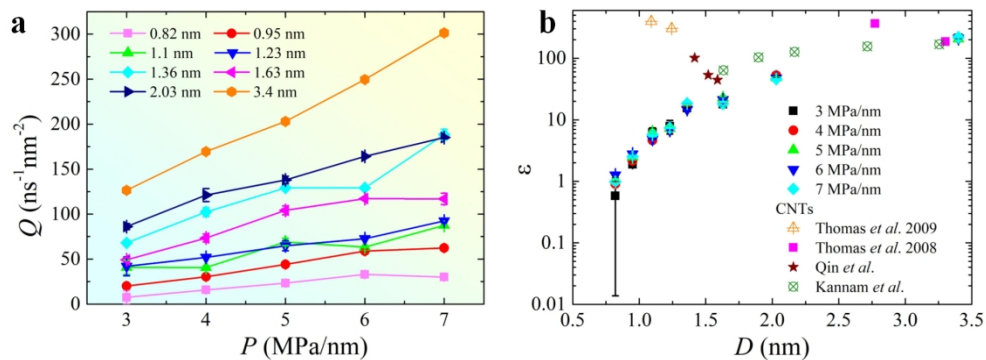 a
300
250
200
150
100
50
0
Q (ns⁻¹nm⁻²)
0.82 nm 0.95 nm
1.1 nm 1.23 nm
1.36 nm 1.63 nm
2.03 nm 3.4 nm
3 4 5 6 7
P (MPa/nm)
b
100
10
1
0.1
0.01
ε
3 MPa/nm
4 MPa/nm
5 MPa/nm
6 MPa/nm
7 MPa/nm
CNTs
Thomas et al. 2009
Thomas et al. 2008
Qin et al.
Kannam et al.
0.5 1.0 1.5 2.0 2.5 3.0 3.5
D (nm)